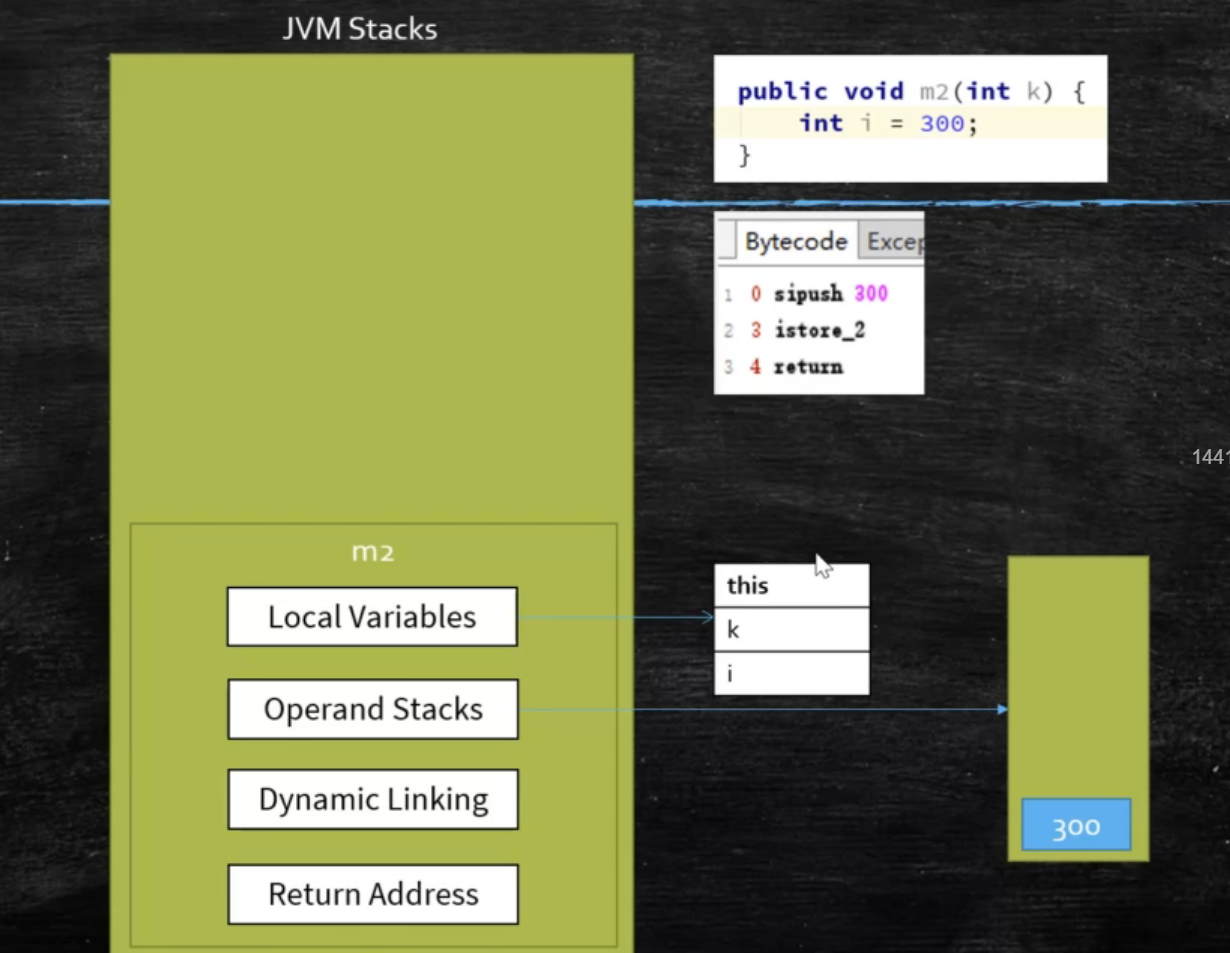 JVM Stacks
public void m2(int k) {
int i = 300;
}
Bytecode Excep
1 0 sipush 300
2 3 istore_2
3 4 return
1441
m2
Local Variables
Operand Stacks
Dynamic Linking
Return Address
this
k
i
300